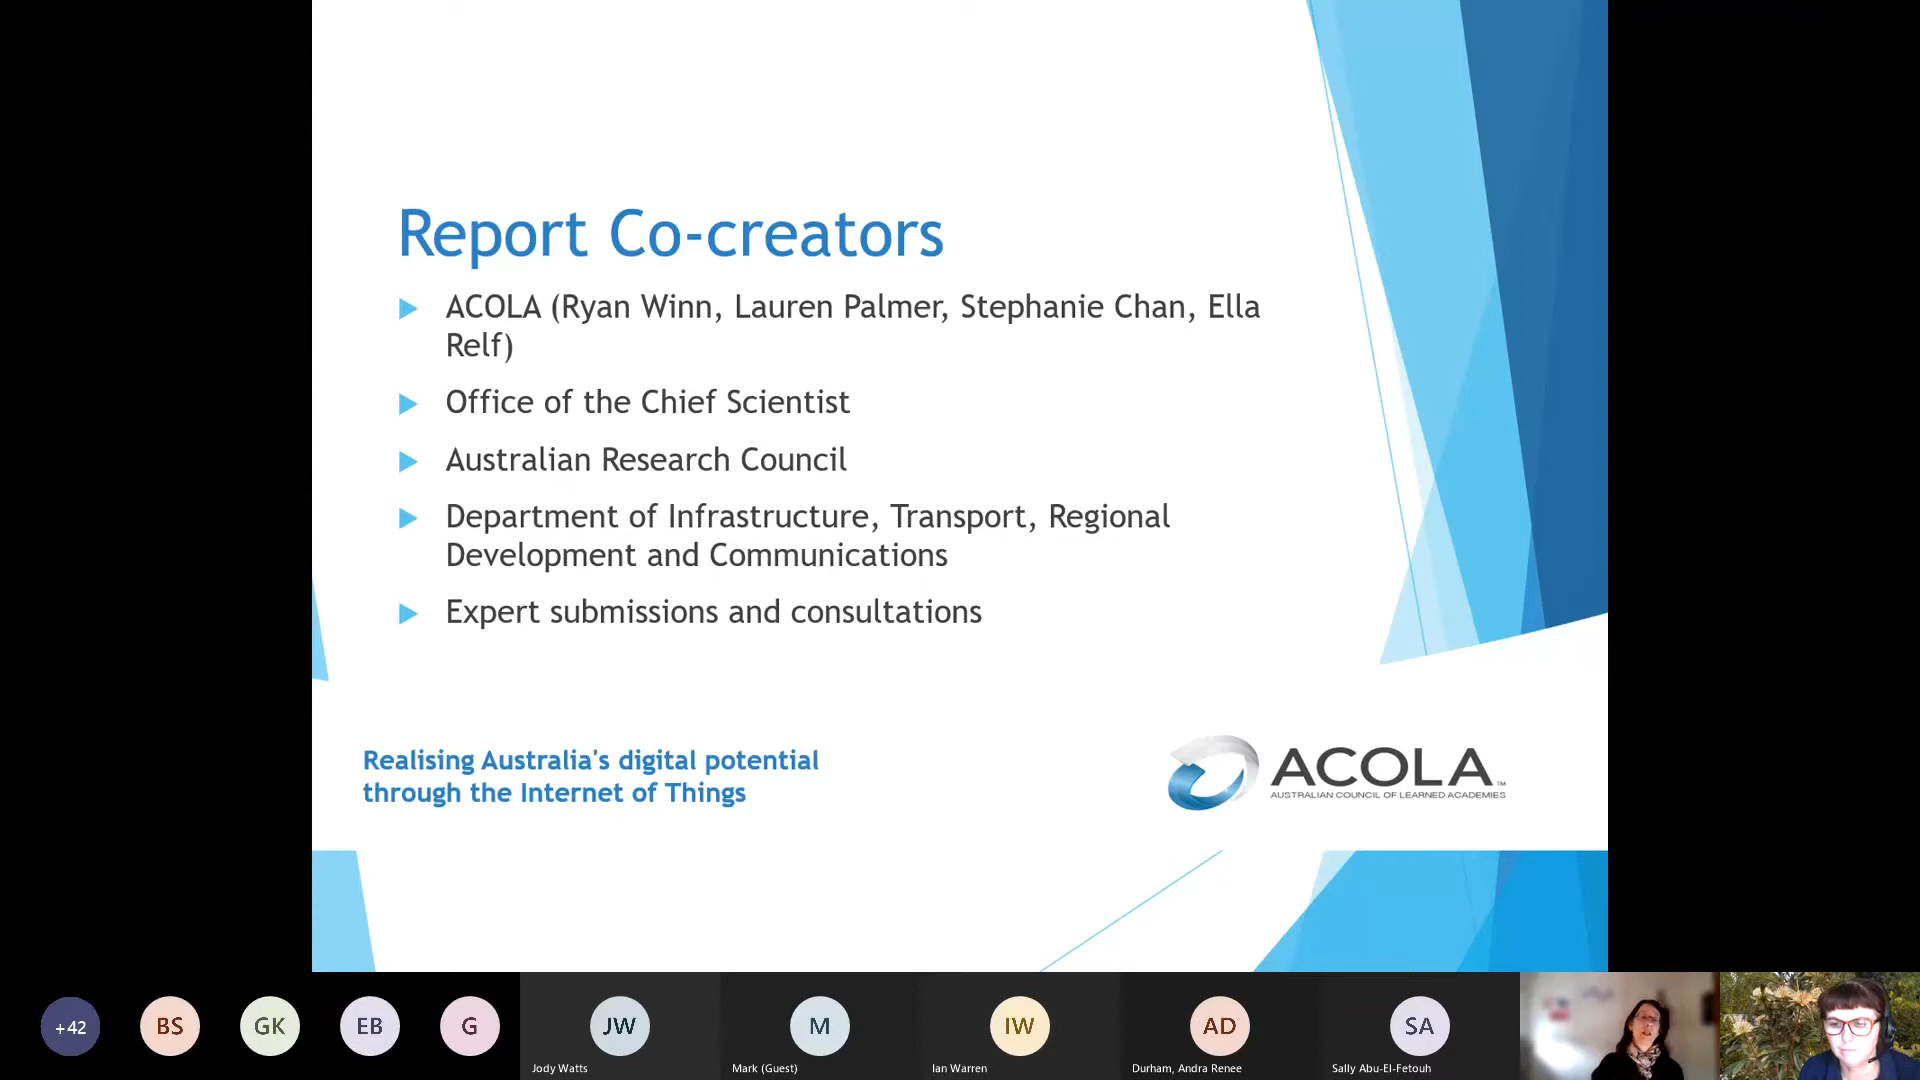 Report Co-creators
ACOLA (Ryan Winn, Lauren Palmer, Stephanie Chan, Ella
Relf)
Office of the Chief Scientist
Australian Research Council
Department of Infrastructure, Transport, Regional
Development and Communications
Expert submissions and consultations
Realising Australia's digital potential
through the Internet of Things
ACOLA™
AUSTRALIAN COUNCIL OF LEARNED ACADEMIES
+42
BS
GK
EB
G
JW
Jody Watts
M
Mark (Guest)
IW
Ian Warren
AD
Durham, Andra Renee
SA
Sally Abu-El-Fetouh